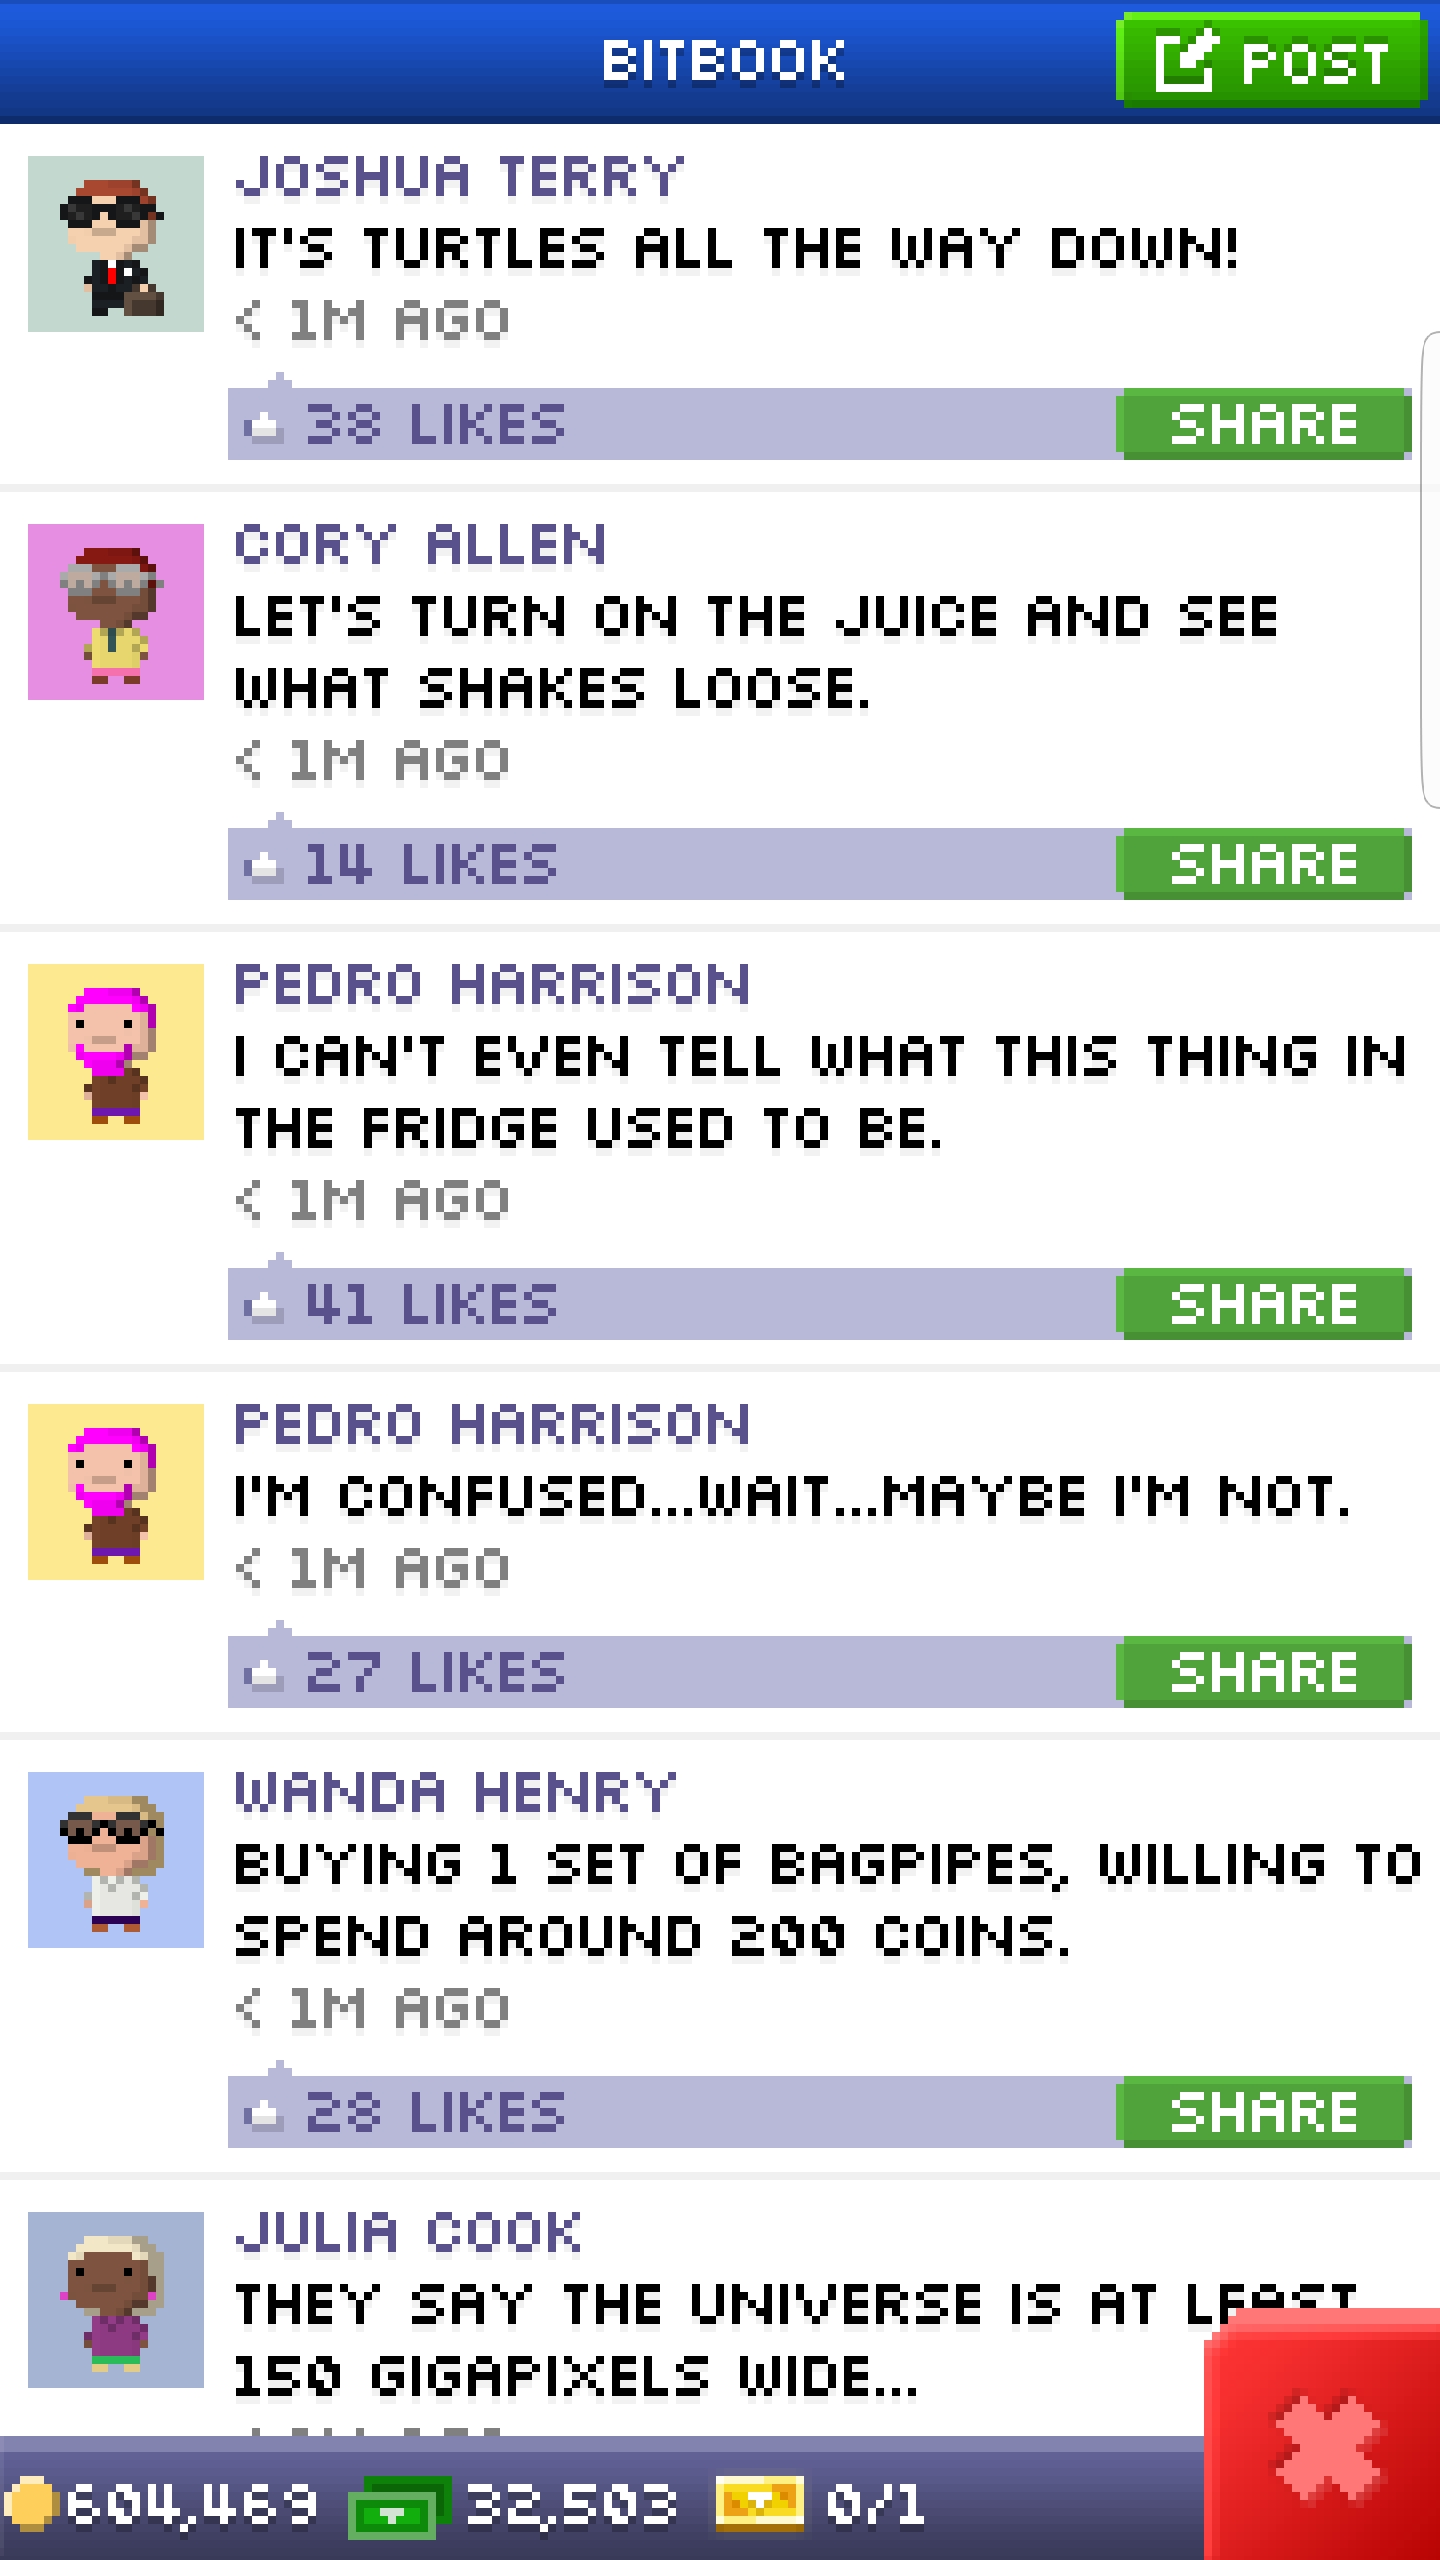 BITBOOK
POST
JOSHUA TERRY
IT'S TURTLES ALL THE WAY DOWN!
< 1M AGO
38 LIKES
SHARE
CORY ALLEN
LET'S TURN ON THE JUICE AND SEE
WHAT SHAKES LOOSE.
< 1M AGO
14 LIKES
SHARE
PEDRO HARRISON
I CAN'T EVEN TELL WHAT THIS THING IN
THE FRIDGE USED TO BE.
< 1M AGO
41 LIKES
SHARE
PEDRO HARRISON
I'M CONFUSED...WAIT...MAYBE I'M NOT.
< 1M AGO
27 LIKES
SHARE
WANDA HENRY
BUYING 1 SET OF BAGPIPES, WILLING TO
SPEND AROUND 200 COINS.
< 1M AGO
28 LIKES
SHARE
JULIA COOK
THEY SAY THE UNIVERSE IS AT LEAST
150 GIGAPIXELS WIDE...
604,469
32,503
0/1